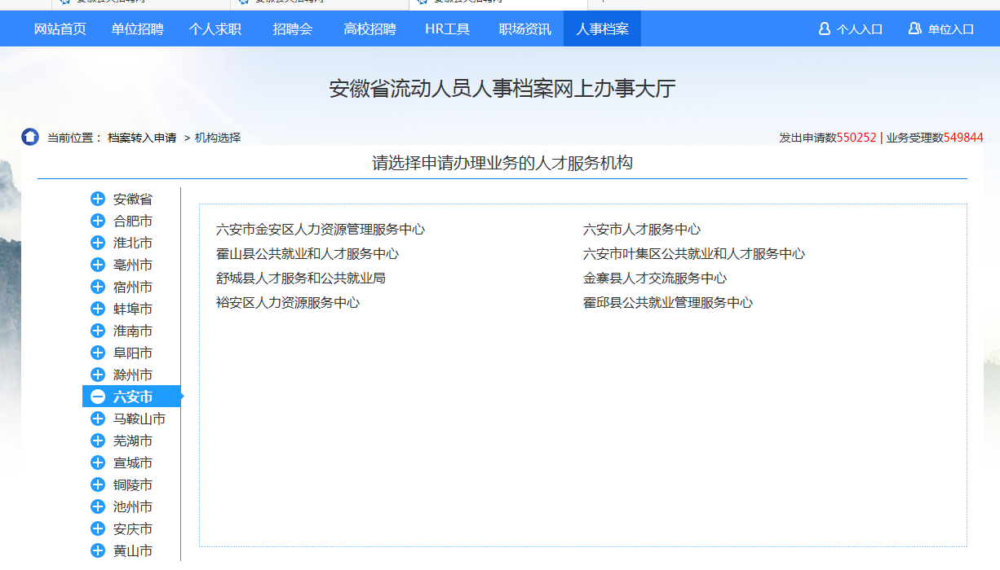 网站首页 单位招聘 个人求职 招聘会 高校招聘 HR工具 职场资讯 人事档案 个人入口 单位入口
安徽省流动人员人事档案网上办事大厅
当前位置： 档案转入申请 > 机构选择 发出申请数550252 | 业务受理数549844
请选择申请办理业务的人才服务机构
安徽省
合肥市
淮北市
亳州市
宿州市
蚌埠市
淮南市
阜阳市
滁州市
六安市
马鞍山市
芜湖市
宣城市
铜陵市
池州市
安庆市
黄山市
六安市金安区人力资源管理服务中心 六安市人才服务中心
霍山县公共就业和人才服务中心 六安市叶集区公共就业和人才服务中心
舒城县人才服务和公共就业局 金寨县人才交流服务中心
裕安区人力资源服务中心 霍邱县公共就业管理服务中心